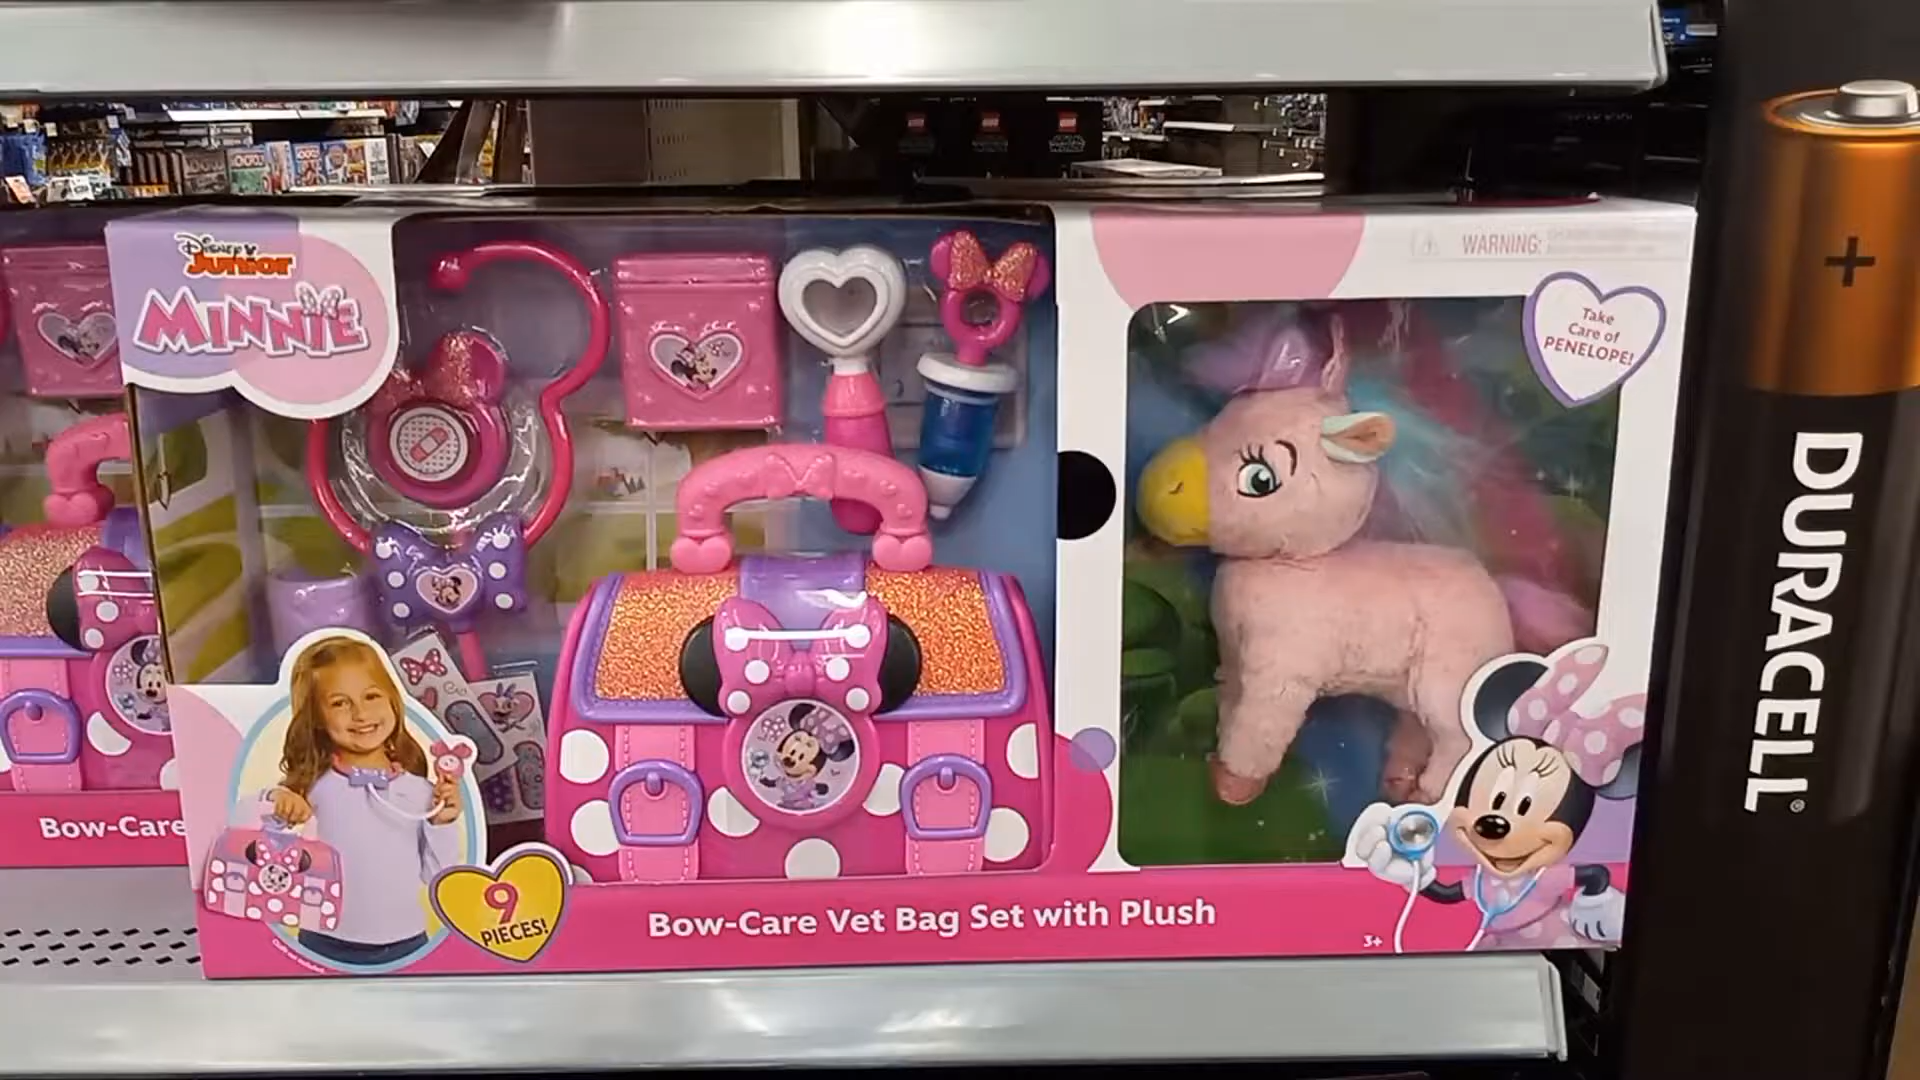 Disney
Junior
MINNIE
WARNING:
Take
Care of
PENELOPE!
DURACELL®
+
Bow-Care
9
PIECES!
Bow-Care Vet Bag Set with Plush
3+